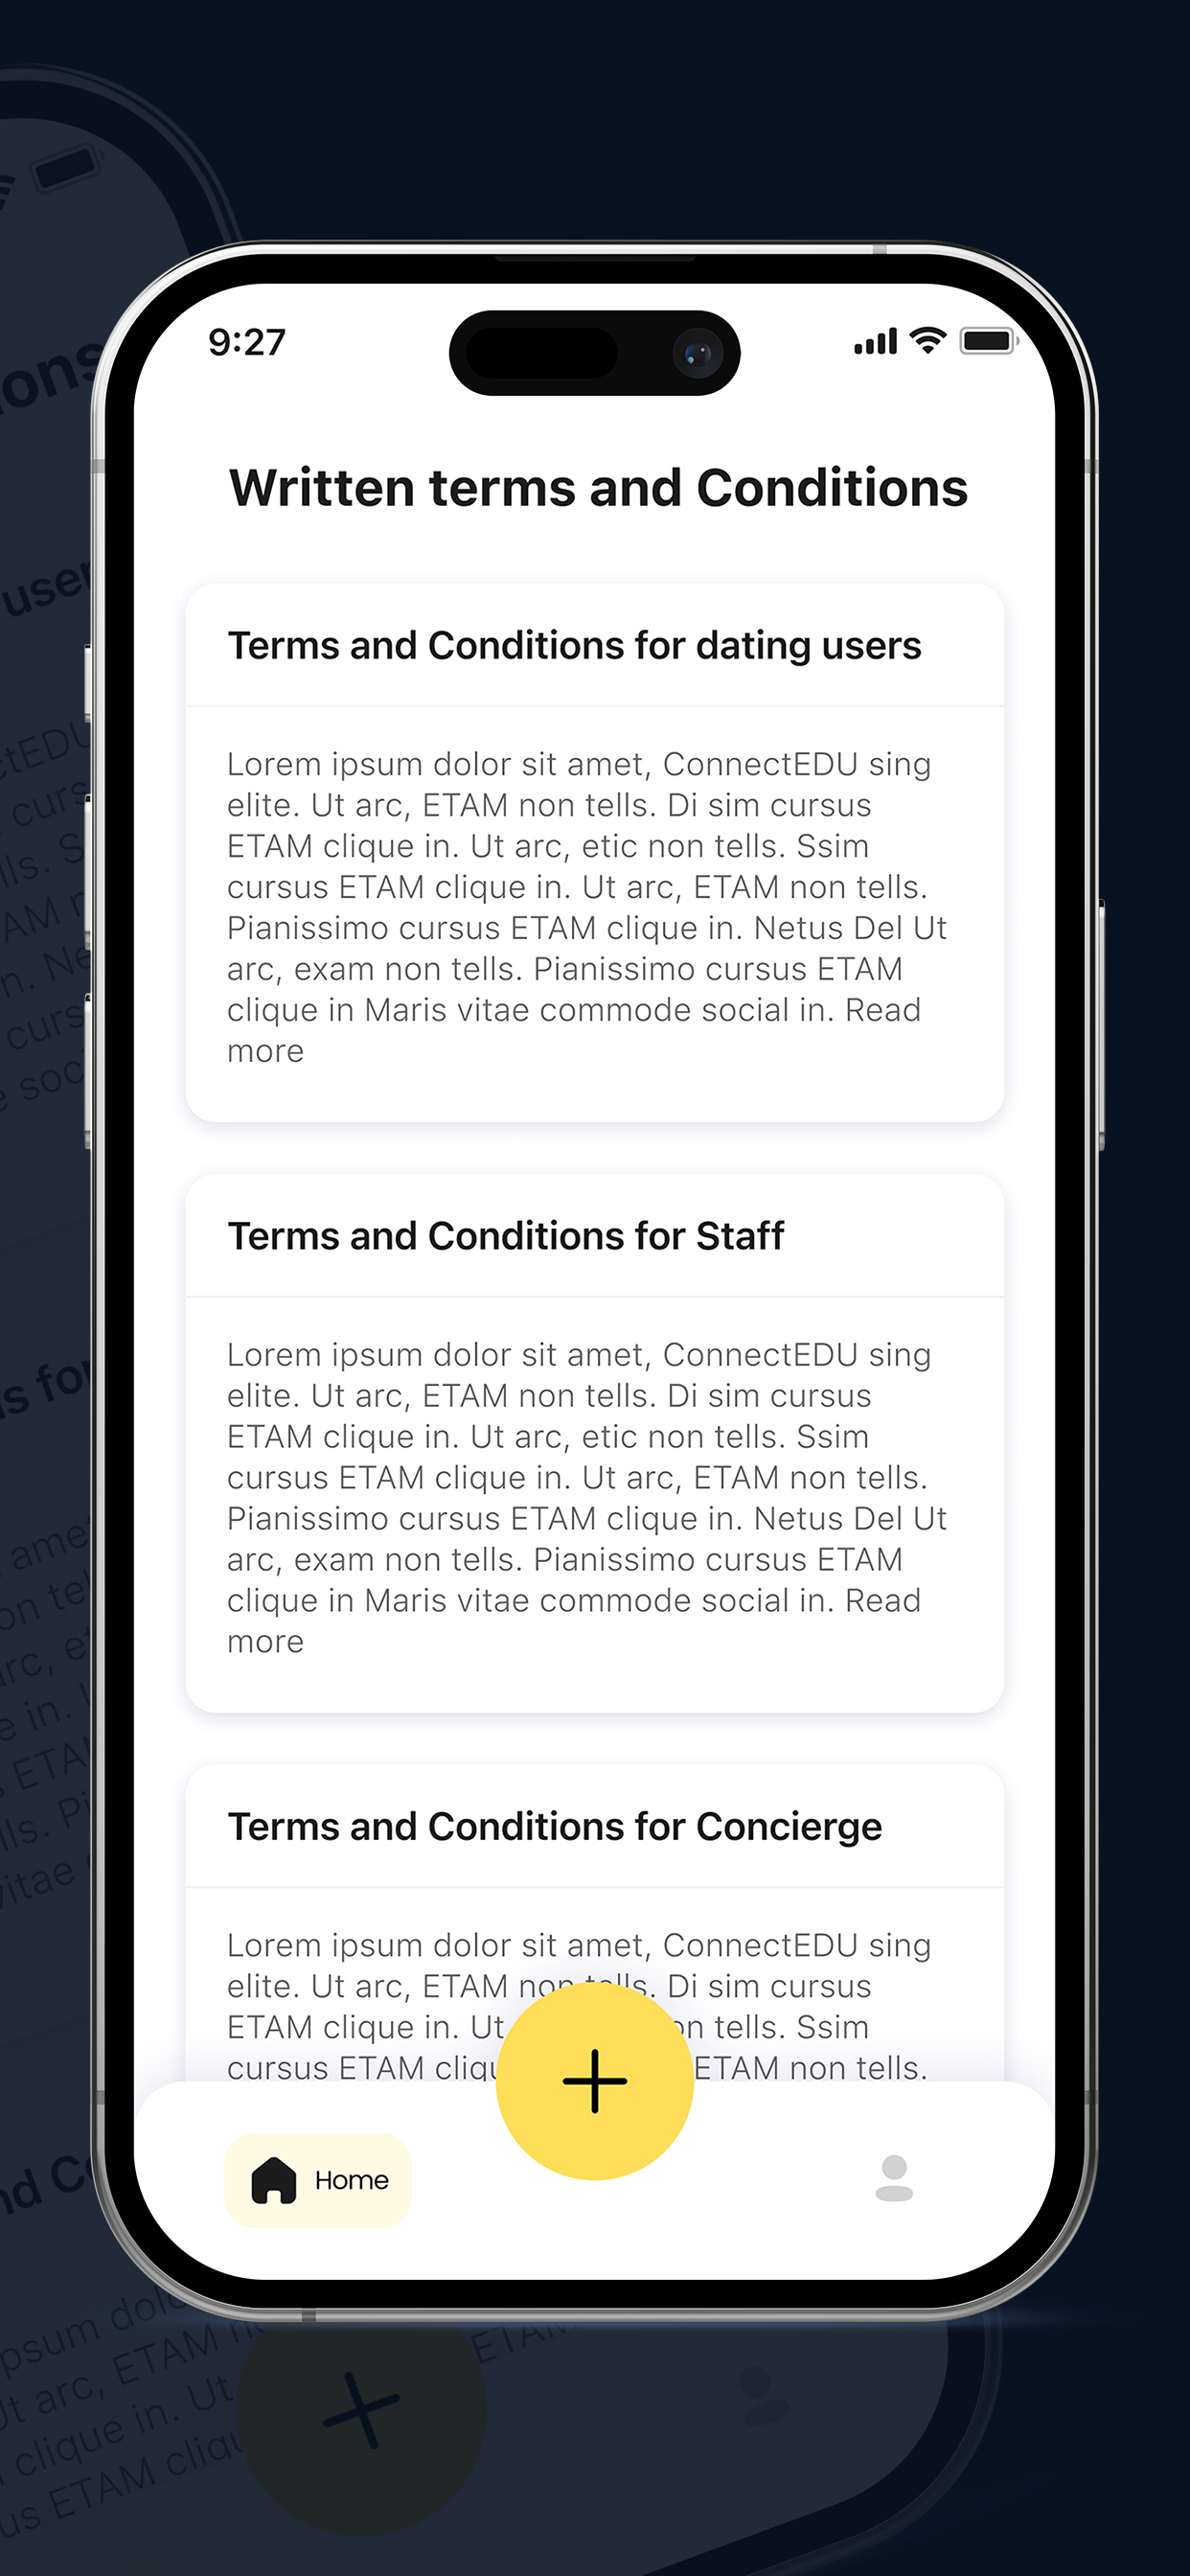 9:27
Written terms and Conditions
Terms and Conditions for dating users
Lorem ipsum dolor sit amet, ConnectEDU sing
elite. Ut arc, ETAM non tells. Di sim cursus
ETAM clique in. Ut arc, etic non tells. Ssim
cursus ETAM clique in. Ut arc, ETAM non tells.
Pianissimo cursus ETAM clique in. Netus Del Ut
arc, exam non tells. Pianissimo cursus ETAM
clique in Maris vitae commode social in. Read
more
Terms and Conditions for Staff
Lorem ipsum dolor sit amet, ConnectEDU sing
elite. Ut arc, ETAM non tells. Di sim cursus
ETAM clique in. Ut arc, etic non tells. Ssim
cursus ETAM clique in. Ut arc, ETAM non tells.
Pianissimo cursus ETAM clique in. Netus Del Ut
arc, exam non tells. Pianissimo cursus ETAM
clique in Maris vitae commode social in. Read
more
Terms and Conditions for Concierge
Lorem ipsum dolor sit amet, ConnectEDU sing
elite. Ut arc, ETAM non tells. Di sim cursus
ETAM clique in. Ut on tells. Ssim
cursus ETAM cliqu ETAM non tells.
Home